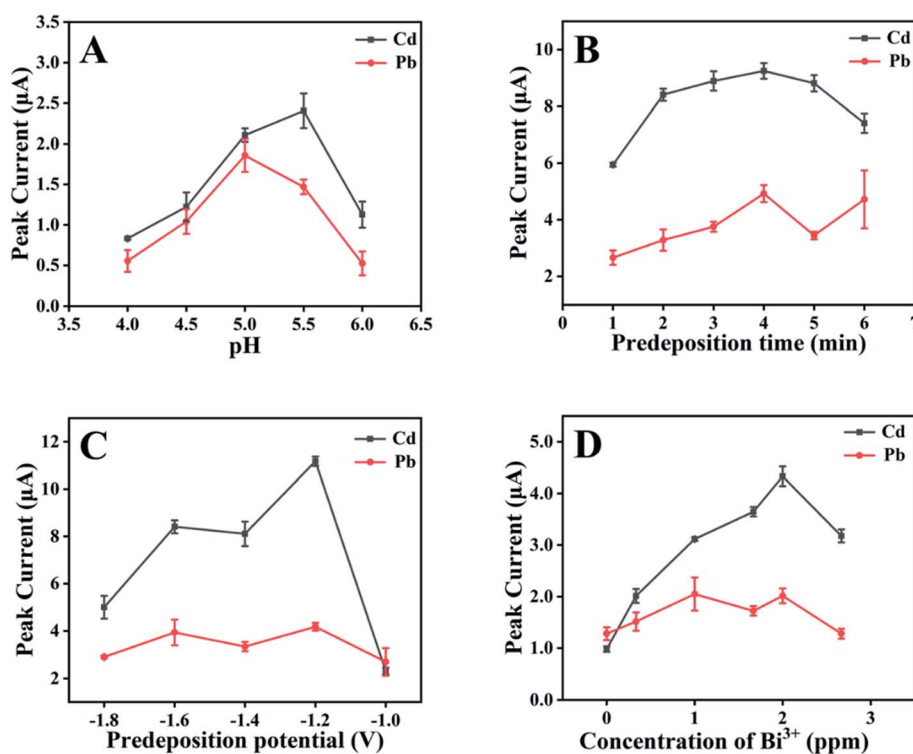 A
Cd
Pb
Peak Current (μA)
3.5
3.0
2.5
2.0
1.5
1.0
0.5
0.0
3.5 4.0 4.5 5.0 5.5 6.0 6.5
pH
B
Cd
Pb
Peak Current (μA)
10
8
6
4
2
0 1 2 3 4 5 6 7
Predeposition time (min)
C
Cd
Pb
Peak Current (μA)
12
10
8
6
4
2
-1.8 -1.6 -1.4 -1.2 -1.0
Predeposition potential (V)
D
Cd
Pb
Peak Current (μA)
5.0
4.0
3.0
2.0
1.0
0.0
0 1 2 3
Concentration of Bi³⁺ (ppm)